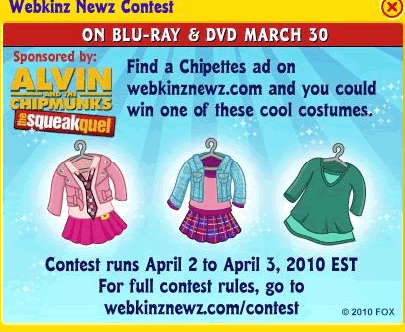 Webkinz Newz Contest
ON BLU-RAY & DVD MARCH 30
Sponsored by:
ALVIN
AND THE
CHIPMUNKS
the squeakquel
Find a Chipettes ad on
webkinznewz.com and you could
win one of these cool costumes.
Contest runs April 2 to April 3, 2010 EST
For full contest rules, go to
webkinznewz.com/contest
© 2010 FOX